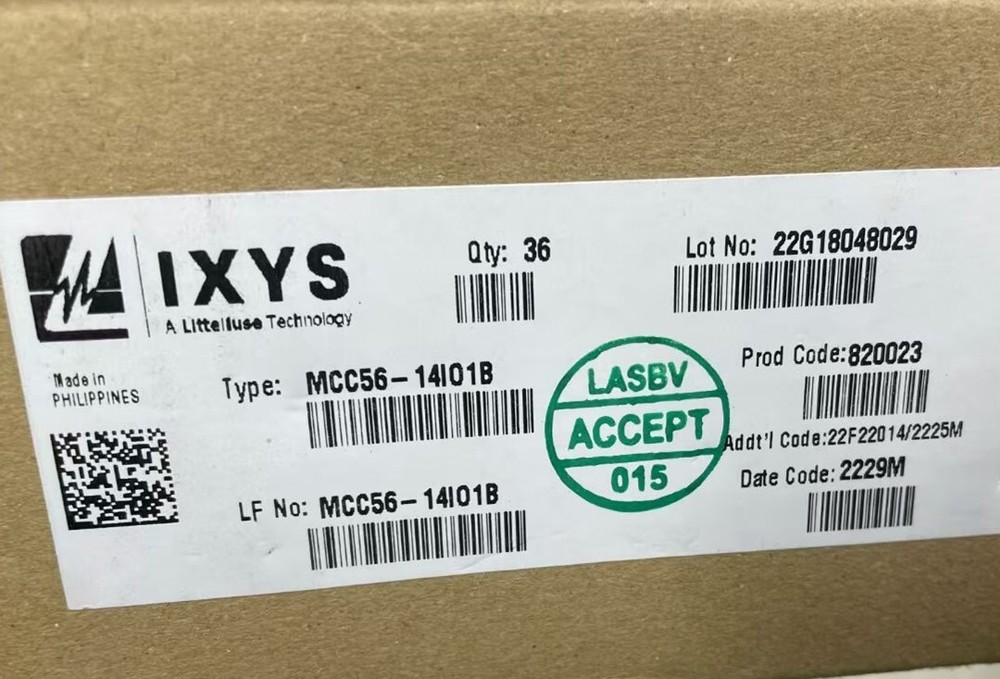 IXYS
A Littelfuse Technology
Qty: 36
Lot No: 22G18048029
Made in
PHILIPPINES
Type: MCC56-14I01B
LF No: MCC56-14I01B
LASBV
ACCEPT
015
Prod Code:820023
Addt'l Code:22F22014/2225M
Date Code: 2229M